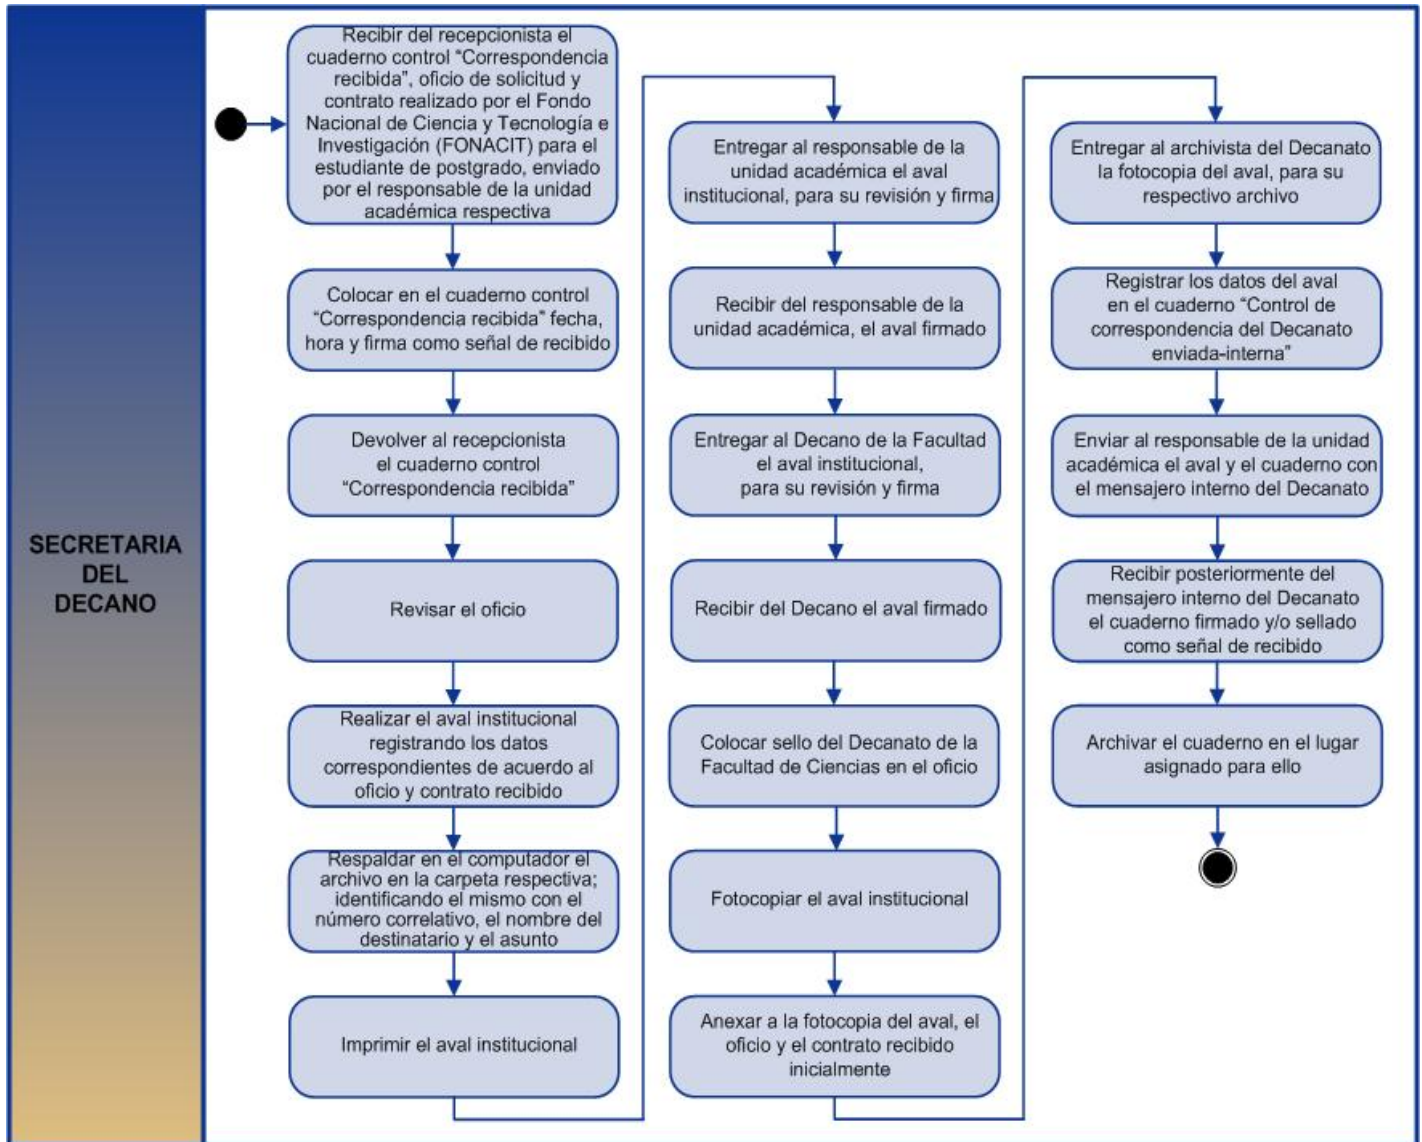 SECRETARIA
DEL
DECANO
Recibir del recepcionista el
cuaderno control “Correspondencia
recibida”, oficio de solicitud y
contrato realizado por el Fondo
Nacional de Ciencia y Tecnología e
Investigación (FONACIT) para el
estudiante de postgrado, enviado
por el responsable de la unidad
académica respectiva
Colocar en el cuaderno control
“Correspondencia recibida” fecha,
hora y firma como señal de recibido
Devolver al recepcionista
el cuaderno control
“Correspondencia recibida”
Revisar el oficio
Realizar el aval institucional
registrando los datos
correspondientes de acuerdo al
oficio y contrato recibido
Respaldar en el computador el
archivo en la carpeta respectiva;
identificando el mismo con el
número correlativo, el nombre del
destinatario y el asunto
Imprimir el aval institucional
Entregar al responsable de la
unidad académica el aval
institucional, para su revisión y firma
Recibir del responsable de la
unidad académica, el aval firmado
Entregar al Decano de la Facultad
el aval institucional,
para su revisión y firma
Recibir del Decano el aval firmado
Colocar sello del Decanato de la
Facultad de Ciencias en el oficio
Fotocopiar el aval institucional
Anexar a la fotocopia del aval, el
oficio y el contrato recibido
inicialmente
Entregar al archivista del Decanato
la fotocopia del aval, para su
respectivo archivo
Registrar los datos del aval
en el cuaderno “Control de
correspondencia del Decanato
enviada-interna”
Enviar al responsable de la unidad
académica el aval y el cuaderno con
el mensajero interno del Decanato
Recibir posteriormente del
mensajero interno del Decanato
el cuaderno firmado y/o sellado
como señal de recibido
Archivar el cuaderno en el lugar
asignado para ello